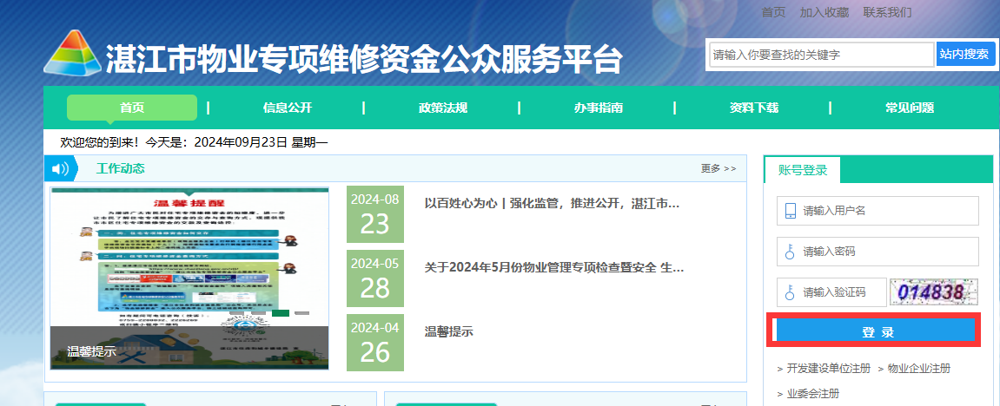 首页 加入收藏 联系我们
湛江市物业专项维修资金公众服务平台
请输入你要查找的关键字 站内搜索
首页 | 信息公开 | 政策法规 | 办事指南 | 资料下载 | 常见问题
欢迎您的到来！今天是：2024年09月23日 星期一
工作动态 更多 >>
温馨提醒
温馨提示
2024-08
23
以百姓心为心丨强化监管，推进公开，湛江市...
2024-05
28
关于2024年5月份物业管理专项检查暨安全 生...
2024-04
26
温馨提示
账号登录
请输入用户名
请输入密码
请输入验证码 014838
登 录
> 开发建设单位注册 > 物业企业注册
> 业委会注册